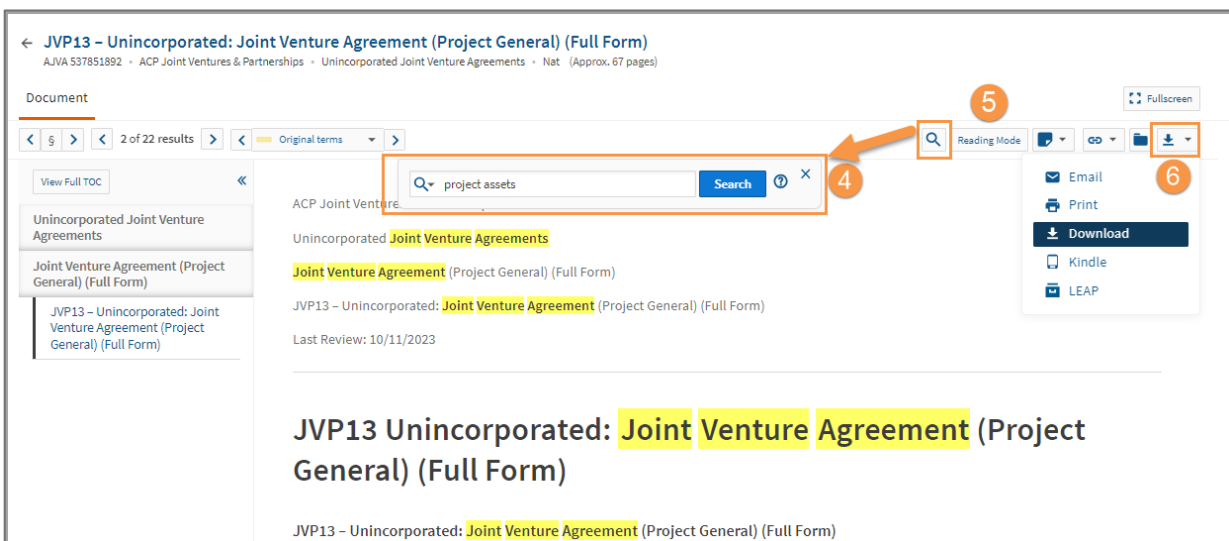 ← JVP13 – Unincorporated: Joint Venture Agreement (Project General) (Full Form)
AJVA 537851892 • ACP Joint Ventures & Partnerships • Unincorporated Joint Venture Agreements • Nat (Approx. 67 pages)
Document
Fullscreen
5
§ 2 of 22 results Original terms
Reading Mode
View Full TOC
project assets Search
4
6
Email
Print
Download
Kindle
LEAP
Unincorporated Joint Venture
Agreements
Joint Venture Agreement (Project
General) (Full Form)
JVP13 – Unincorporated: Joint
Venture Agreement (Project
General) (Full Form)
ACP Joint Venture
Unincorporated Joint Venture Agreements
Joint Venture Agreement (Project General) (Full Form)
JVP13 – Unincorporated: Joint Venture Agreement (Project General) (Full Form)
Last Review: 10/11/2023
JVP13 Unincorporated: Joint Venture Agreement (Project
General) (Full Form)
JVP13 – Unincorporated: Joint Venture Agreement (Project General) (Full Form)